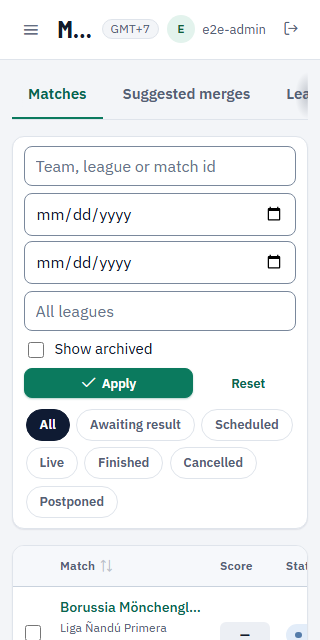 M...
GMT+7
E
e2e-admin
Matches
Suggested merges
Lea
Team, league or match id
mm/dd/yyyy
mm/dd/yyyy
All leagues
Show archived
Apply
Reset
All
Awaiting result
Scheduled
Live
Finished
Cancelled
Postponed
Match
Score
Stat
Borussia Mönchengl...
Liga Ñandú Primera
–